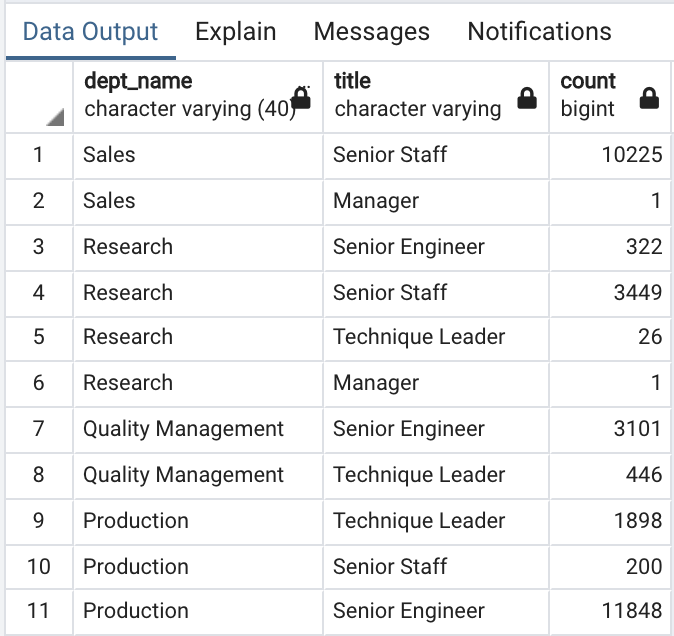 Data Output Explain Messages Notifications
dept_name title count
character varying (40) character varying bigint
1 Sales Senior Staff 10225
2 Sales Manager 1
3 Research Senior Engineer 322
4 Research Senior Staff 3449
5 Research Technique Leader 26
6 Research Manager 1
7 Quality Management Senior Engineer 3101
8 Quality Management Technique Leader 446
9 Production Technique Leader 1898
10 Production Senior Staff 200
11 Production Senior Engineer 11848